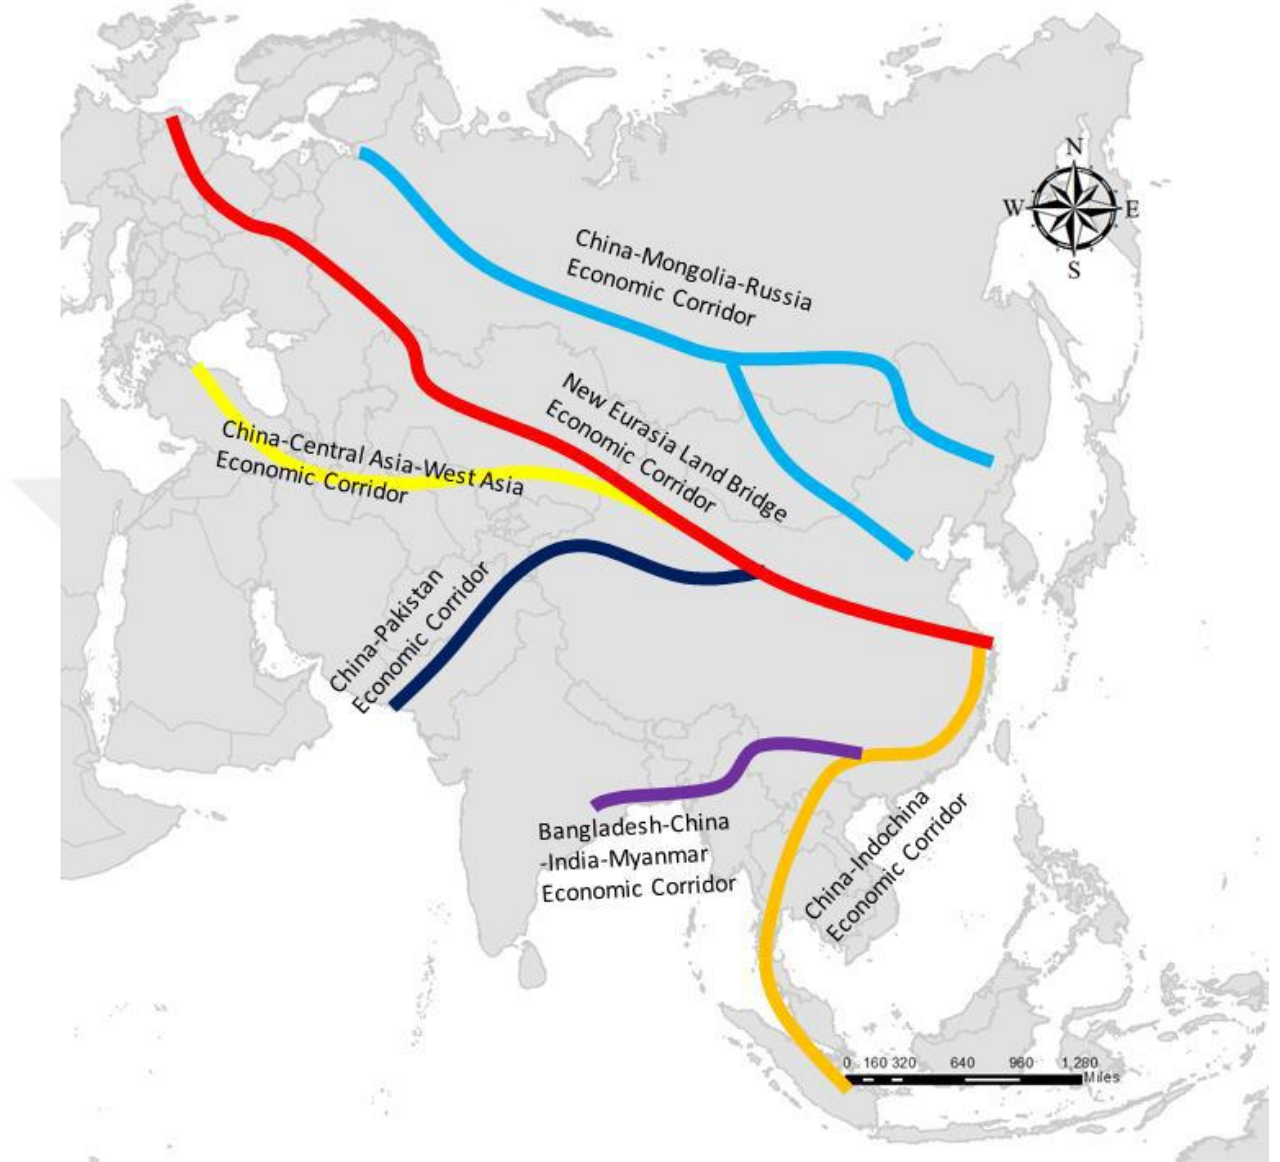 N
W
E
S
China-Mongolia-Russia
Economic Corridor
New Eurasia Land Bridge
Economic Corridor
China-Central Asia-West Asia
Economic Corridor
China-Pakistan
Economic Corridor
Bangladesh-China
-India-Myanmar
Economic Corridor
China-Indochina
Economic Corridor
0 160 320 640 960 1,280
Miles